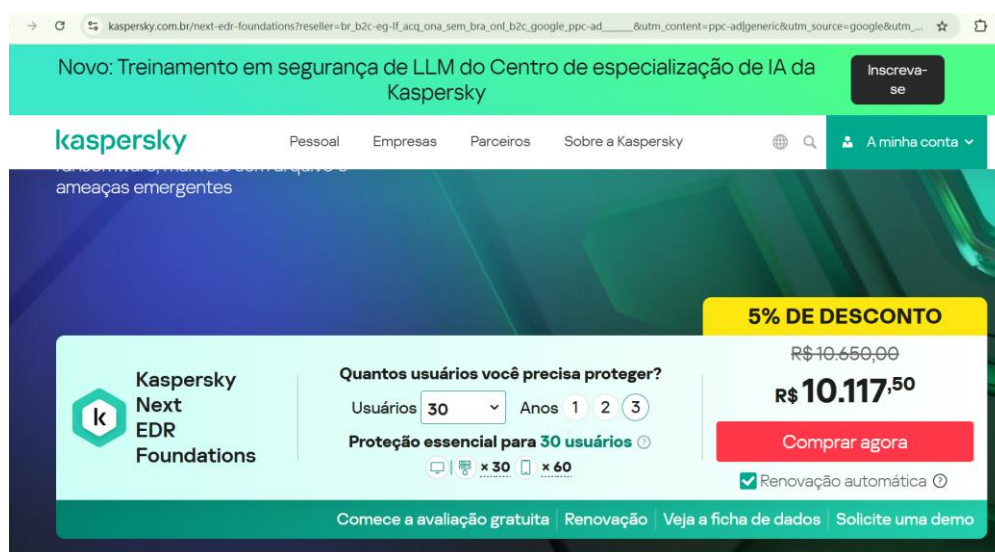 kaspersky.com.br/next-edr-foundations?reseller=br_b2c-eg-lf_acq_ona_sem_bra_onl_b2c_google_ppc-ad_____&utm_content=ppc-ad|generic&utm_source=google&utm_...
Novo: Treinamento em segurança de LLM do Centro de especialização de IA da
Kaspersky
Inscreva-
se
kaspersky
Pessoal Empresas Parceiros Sobre a Kaspersky
A minha conta
ameaças emergentes
5% DE DESCONTO
Kaspersky
Next
EDR
Foundations
Quantos usuários você precisa proteger?
Usuários 30 Anos 1 2 3
Proteção essencial para 30 usuários
× 30 × 60
R$ 10.650,00
R$ 10.117,50
Comprar agora
Renovação automática
Comece a avaliação gratuita | Renovação | Veja a ficha de dados | Solicite uma demo